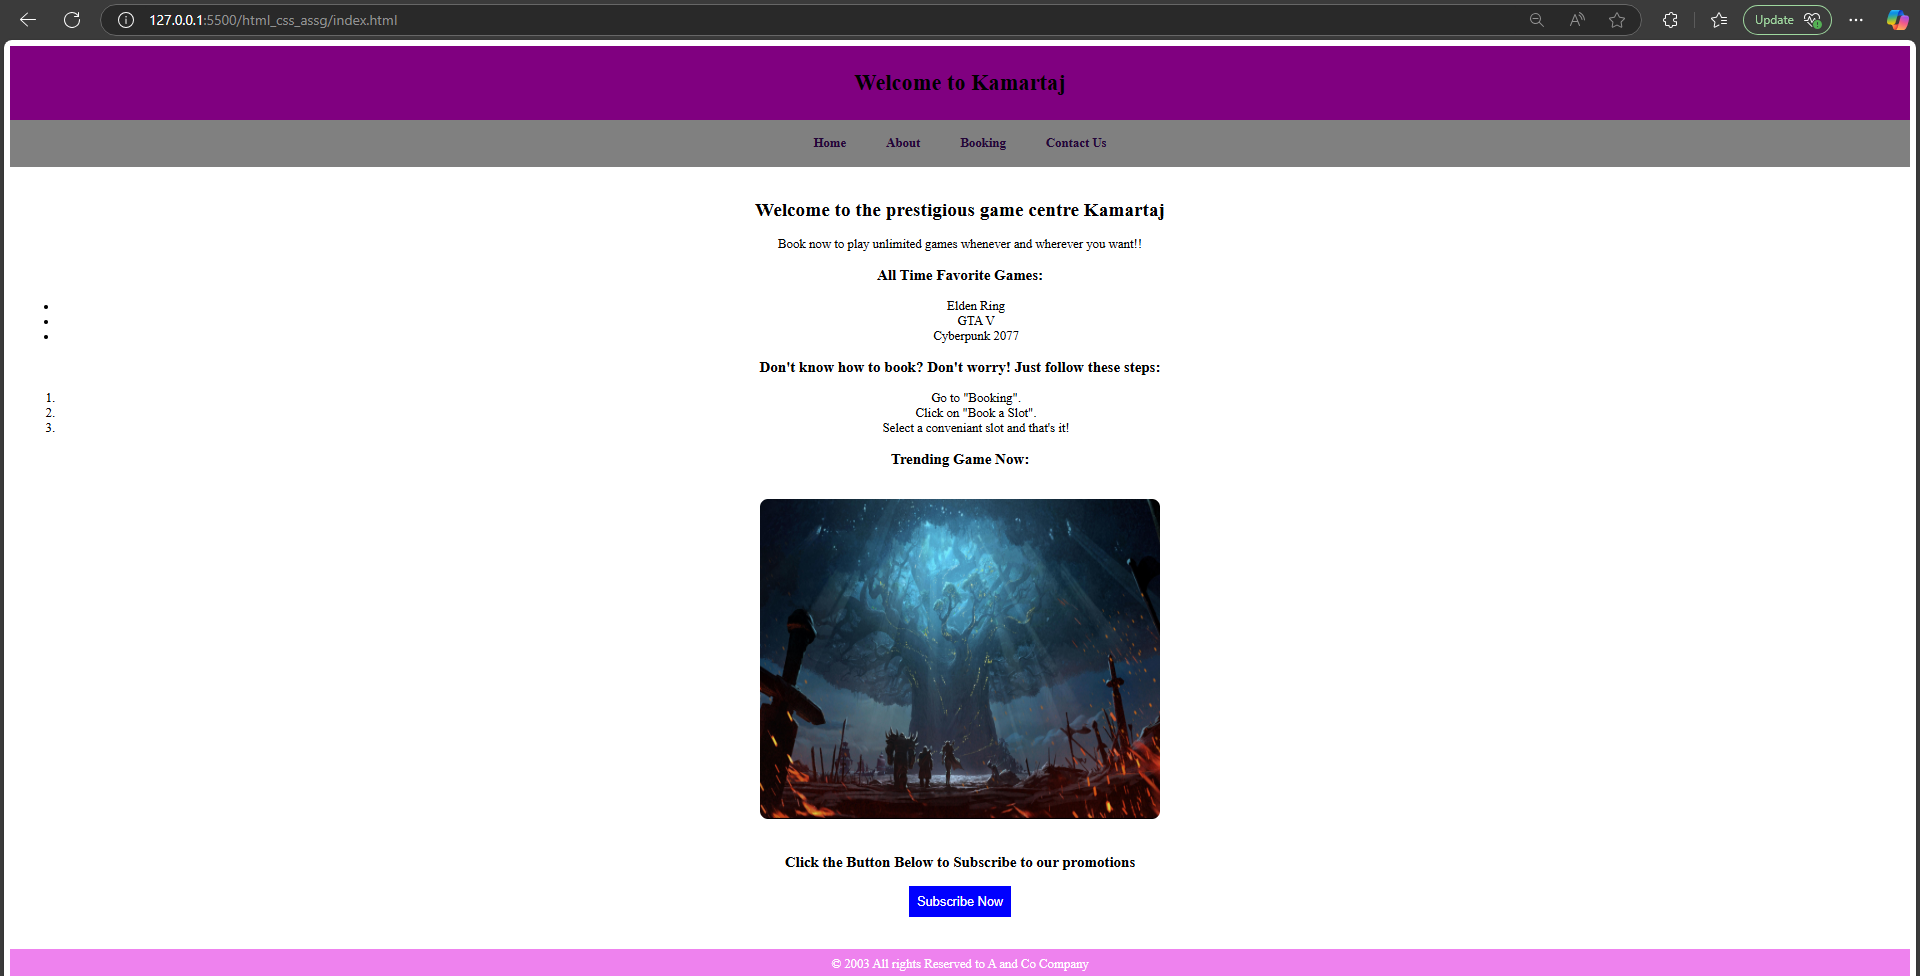 127.0.0.1:5500/html_css_assg/index.html
Update
Welcome to Kamartaj
Home About Booking Contact Us
Welcome to the prestigious game centre Kamartaj
Book now to play unlimited games whenever and wherever you want!!
All Time Favorite Games:
• Elden Ring
• GTA V
• Cyberpunk 2077
Don't know how to book? Don't worry! Just follow these steps:
1. Go to "Booking".
2. Click on "Book a Slot".
3. Select a conveniant slot and that's it!
Trending Game Now:
Click the Button Below to Subscribe to our promotions
Subscribe Now
© 2003 All rights Reserved to A and Co Company